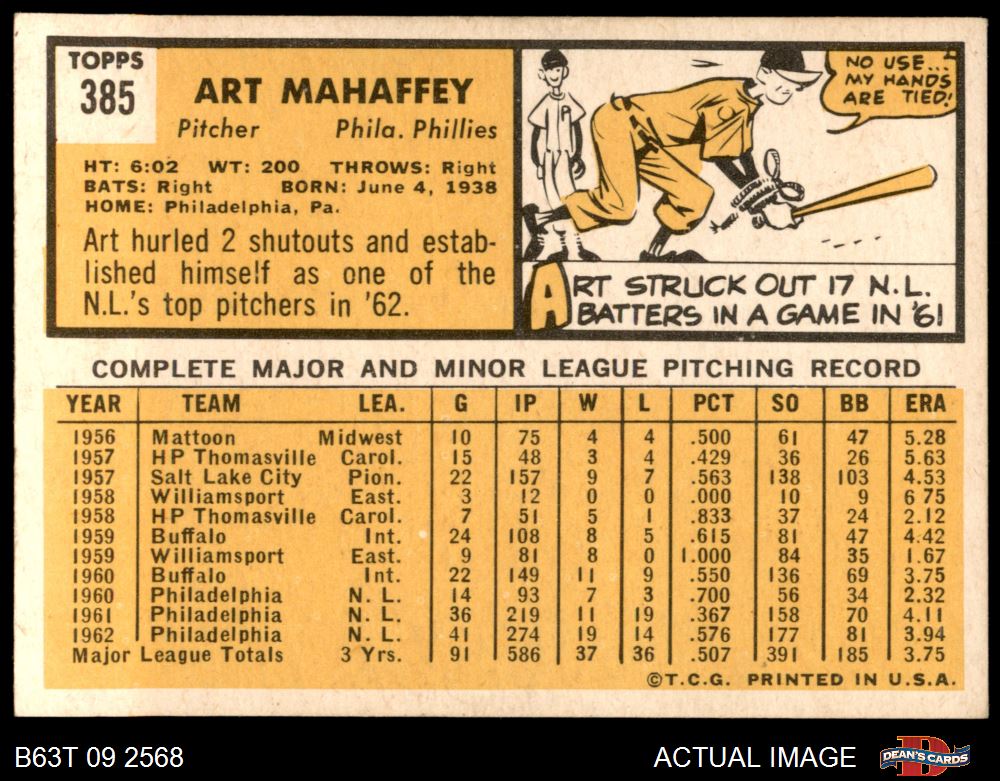 TOPPS
385
ART MAHAFFEY
Pitcher Phila. Phillies
HT: 6:02 WT: 200 THROWS: Right
BATS: Right BORN: June 4, 1938
HOME: Philadelphia, Pa.
Art hurled 2 shutouts and estab-
lished himself as one of the
N.L.'s top pitchers in '62.
NO USE...
MY HANDS
ARE TIED!
P
ART STRUCK OUT 17 N.L.
BATTERS IN A GAME IN '61
COMPLETE MAJOR AND MINOR LEAGUE PITCHING RECORD
YEAR TEAM LEA. G IP W L PCT SO BB ERA
1956 Mattoon Midwest 10 75 4 4 .500 61 47 5.28
1957 HP Thomasville Carol. 15 48 3 4 .429 36 26 5.63
1957 Salt Lake City Pion. 22 157 9 7 .563 138 103 4.53
1958 Williamsport East. 3 12 0 0 .000 10 9 6 75
1958 HP Thomasville Carol. 7 51 5 1 .833 37 24 2.12
1959 Buffalo Int. 24 108 8 5 .615 81 47 4.42
1959 Williamsport East. 9 81 8 0 1.000 84 35 1.67
1960 Buffalo Int. 22 149 11 9 .550 136 69 3.75
1960 Philadelphia N. L. 14 93 7 3 .700 56 34 2.32
1961 Philadelphia N. L. 36 219 11 19 .367 158 70 4.11
1962 Philadelphia N. L. 41 274 19 14 .576 177 81 3.94
Major League Totals 3 Yrs. 91 586 37 36 .507 391 185 3.75
©T.C.G. PRINTED IN U.S.A.
B63T 09 2568 ACTUAL IMAGE DEAN'S CARDS